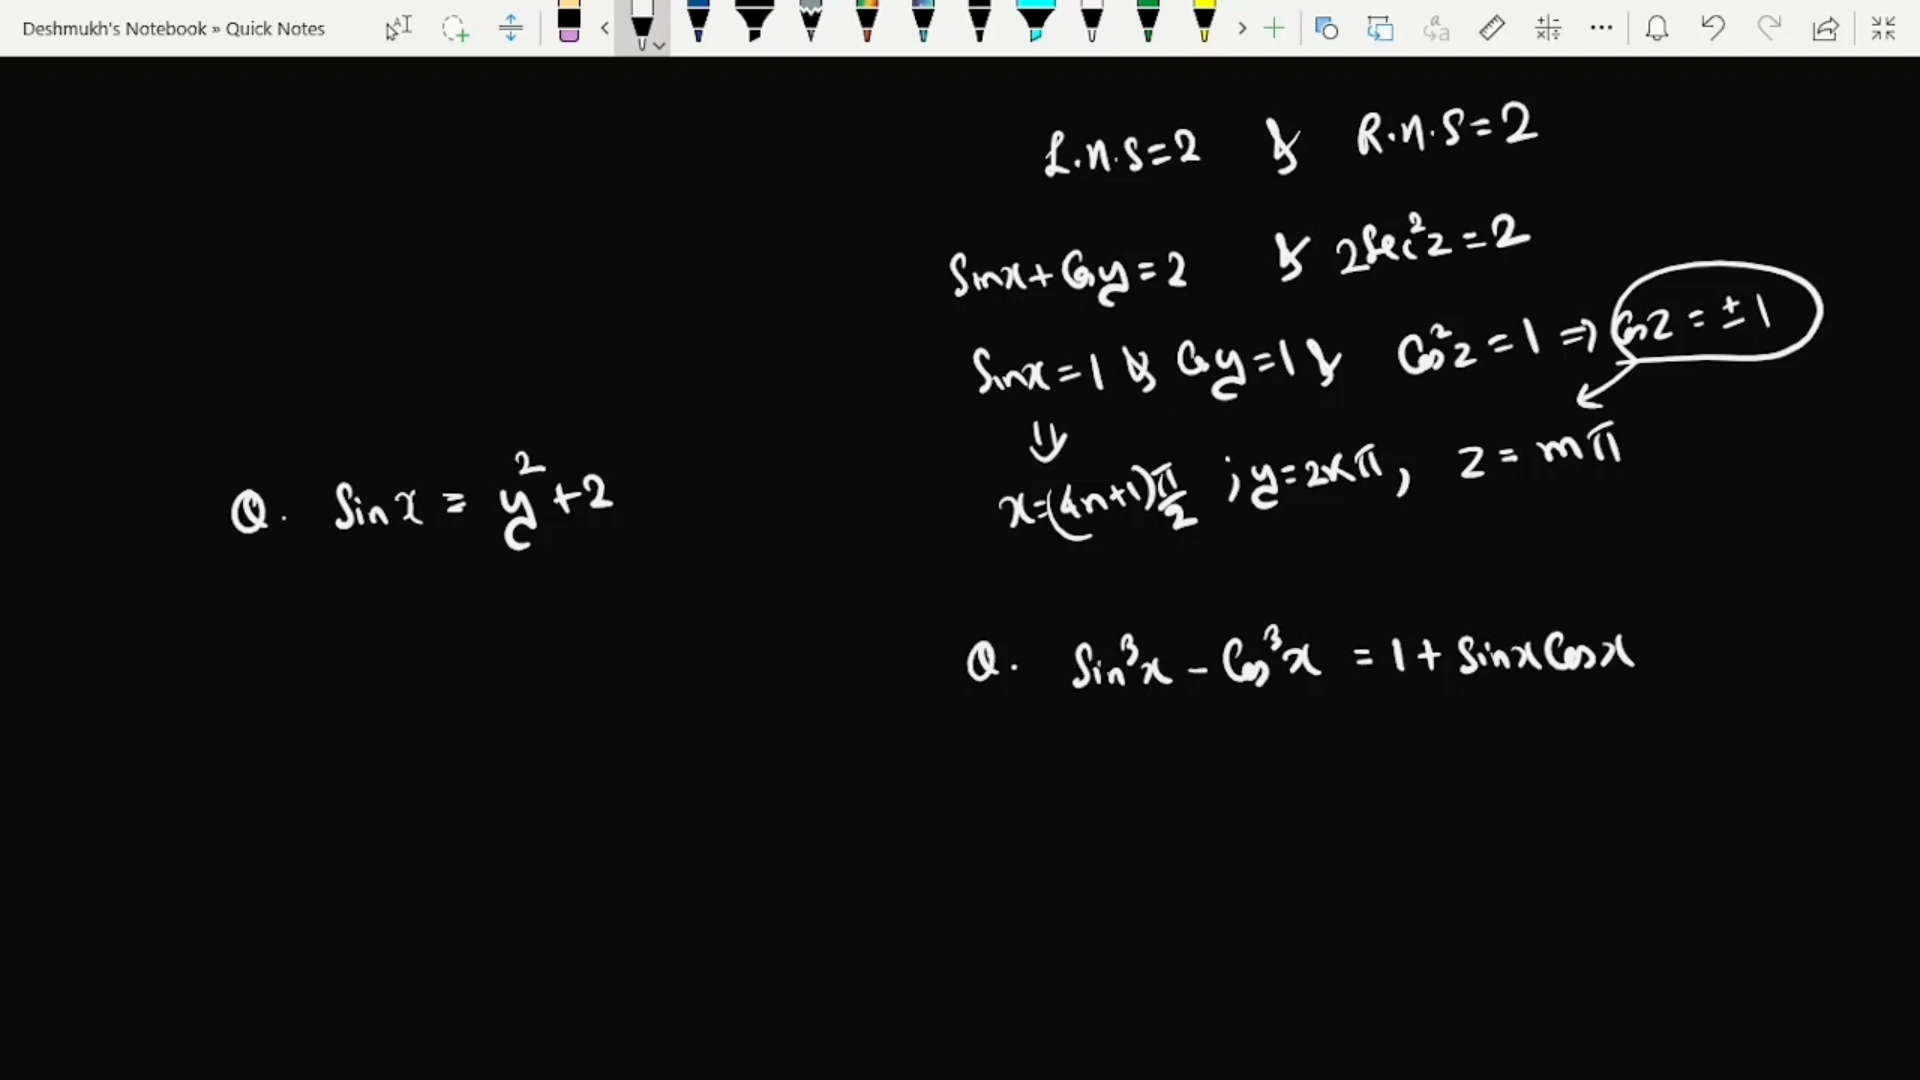 Deshmukh's Notebook » Quick Notes
L.H.S=2 & R.H.S=2
Sinx+Cosy=2 & 2Sec²z=2
Sinx=1 & Cosy=1 & Cos²z=1 ⇒ Cosz=±1
⇓
x=(4n+1)π/2 ; y=2kπ, z=mπ
Q. Sinx = y²+2
Q. Sin³x - Cos³x = 1+ SinxCosx